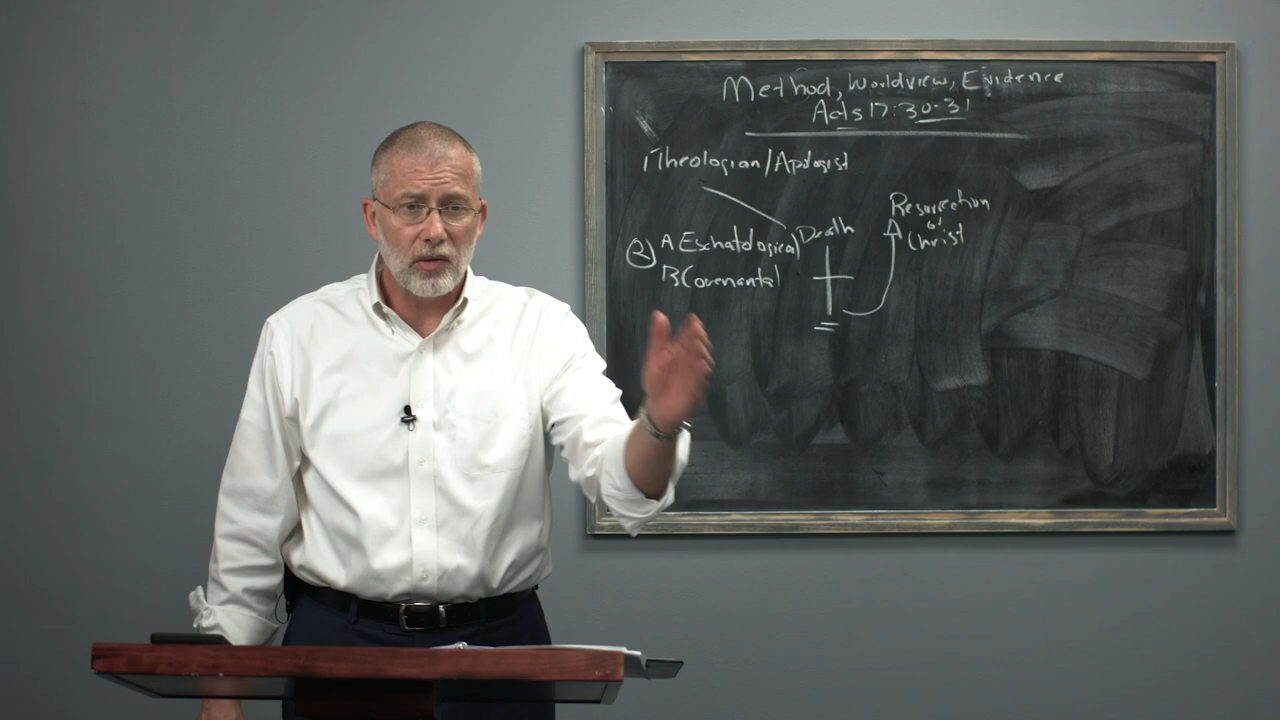 Method, Worldview, Evidence
Acts 17:30-31
1) Theologian/Apologist
Resurrection
of
Christ
Death
2 A Eschatological
B Covenantal